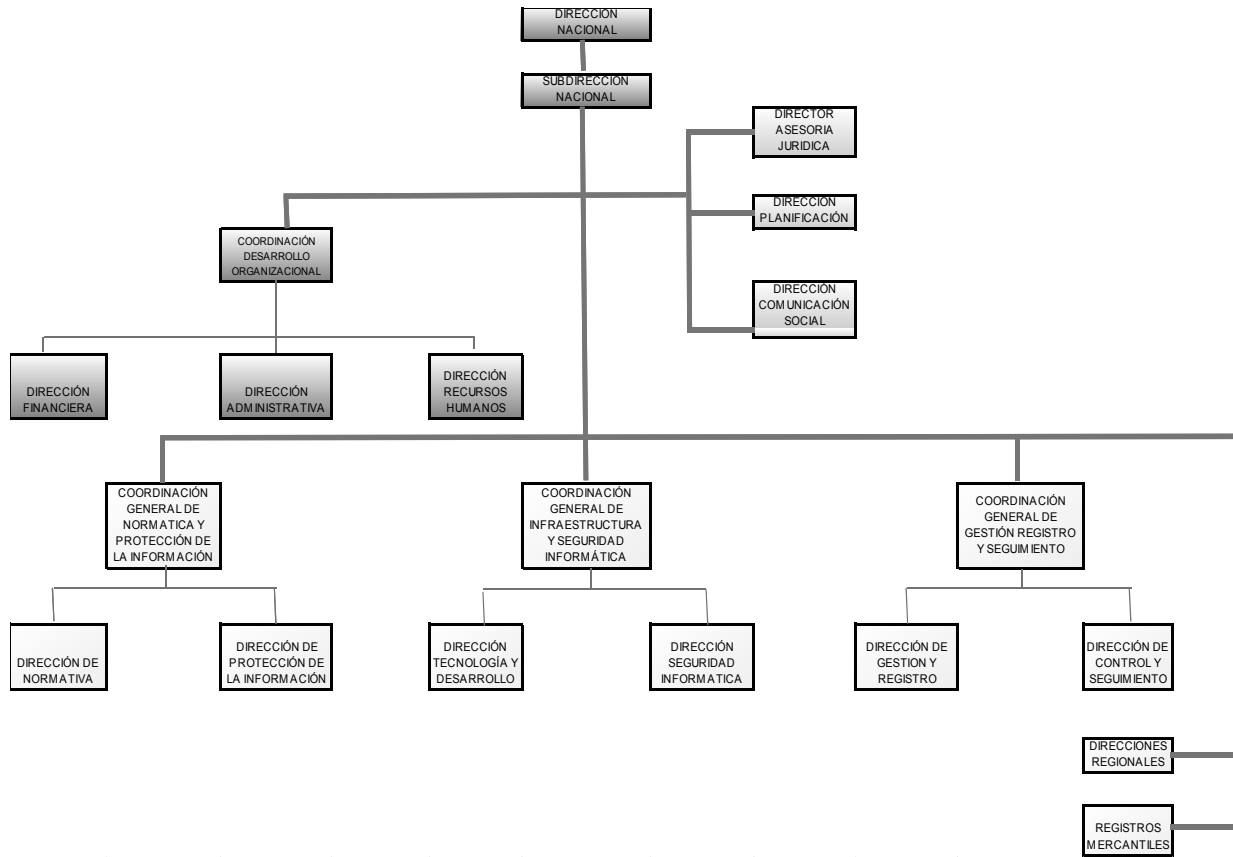 DIRECCIÓN
NACIONAL
SUBDIRECCIÓN
NACIONAL
DIRECTOR
ASESORIA
JURIDICA
DIRECCIÓN
PLANIFICACIÓN
COORDINACIÓN
DESARROLLO
ORGANIZACIONAL
DIRECCIÓN
COMUNICACIÓN
SOCIAL
DIRECCIÓN
FINANCIERA
DIRECCIÓN
ADMINISTRATIVA
DIRECCIÓN
RECURSOS
HUMANOS
COORDINACIÓN
GENERAL DE
NORMATICA Y
PROTECCIÓN DE
LA INFORMACIÓN
COORDINACIÓN
GENERAL DE
INFRAESTRUCTURA
Y SEGURIDAD
INFORMÁTICA
COORDINACIÓN
GENERAL DE
GESTIÓN REGISTRO
Y SEGUIMIENTO
DIRECCIÓN DE
NORMATIVA
DIRECCIÓN DE
PROTECCIÓN DE
LA INFORMACIÓN
DIRECCIÓN
TECNOLOGÍA Y
DESARROLLO
DIRECCIÓN
SEGURIDAD
INFORMATICA
DIRECCIÓN DE
GESTION Y
REGISTRO
DIRECCIÓN DE
CONTROL Y
SEGUIMIENTO
DIRECCIONES
REGIONALES
REGISTROS
MERCANTILES